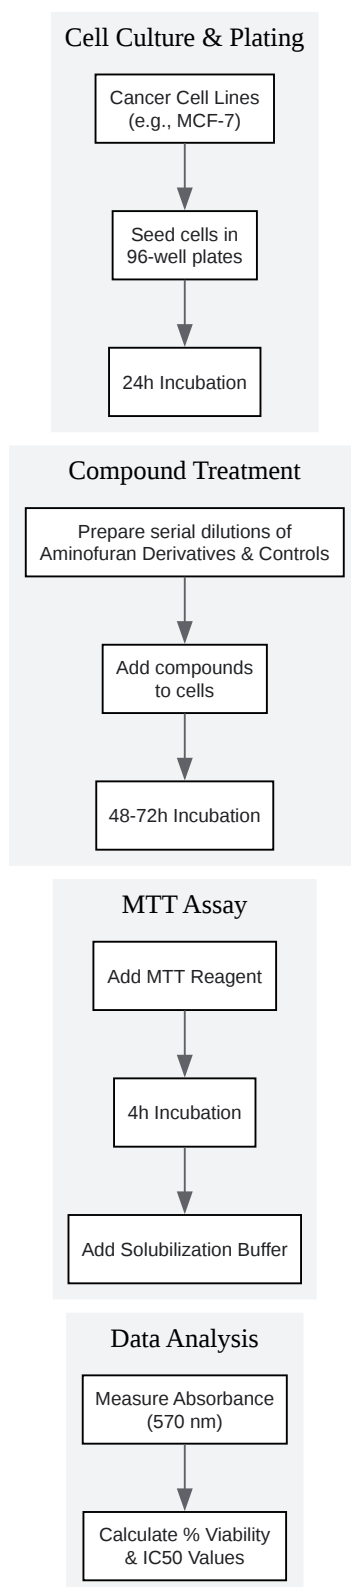 Cell Culture & Plating
Cancer Cell Lines
(e.g., MCF-7)
Seed cells in
96-well plates
24h Incubation
Compound Treatment
Prepare serial dilutions of
Aminofuran Derivatives & Controls
Add compounds
to cells
48-72h Incubation
MTT Assay
Add MTT Reagent
4h Incubation
Add Solubilization Buffer
Data Analysis
Measure Absorbance
(570 nm)
Calculate % Viability
& IC50 Values